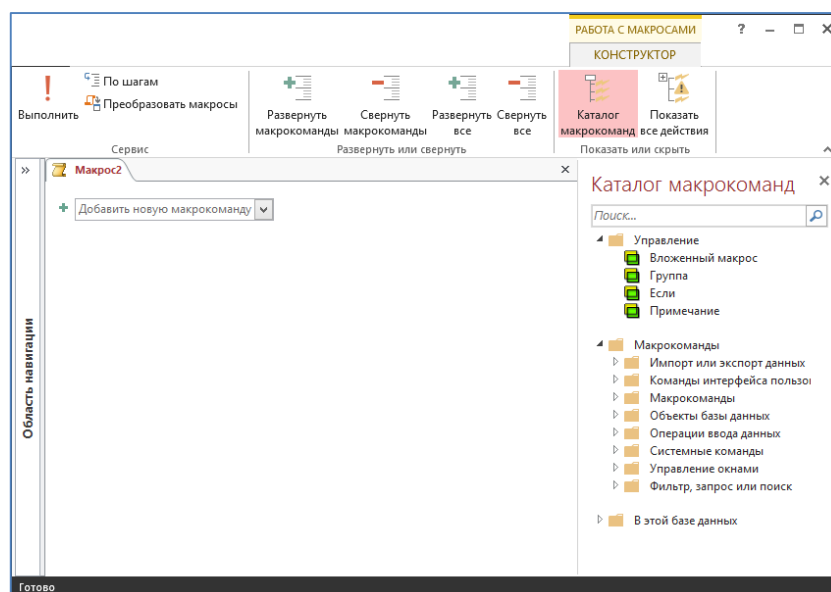 РАБОТА С МАКРОСАМИ
?
КОНСТРУКТОР
Выполнить
По шагам
Преобразовать макросы
Развернуть
макрокоманды
Свернуть
макрокоманды
Развернуть
все
Свернуть
все
Каталог
макрокоманд
Показать
все действия
Сервис
Развернуть или свернуть
Показать или скрыть
Макрос2
Добавить новую макрокоманду
Область навигации
Каталог макрокоманд
Поиск...
Управление
Вложенный макрос
Группа
Если
Примечание
Макрокоманды
Импорт или экспорт данных
Команды интерфейса пользо
Макрокоманды
Объекты базы данных
Операции ввода данных
Системные команды
Управление окнами
Фильтр, запрос или поиск
В этой базе данных
Готово